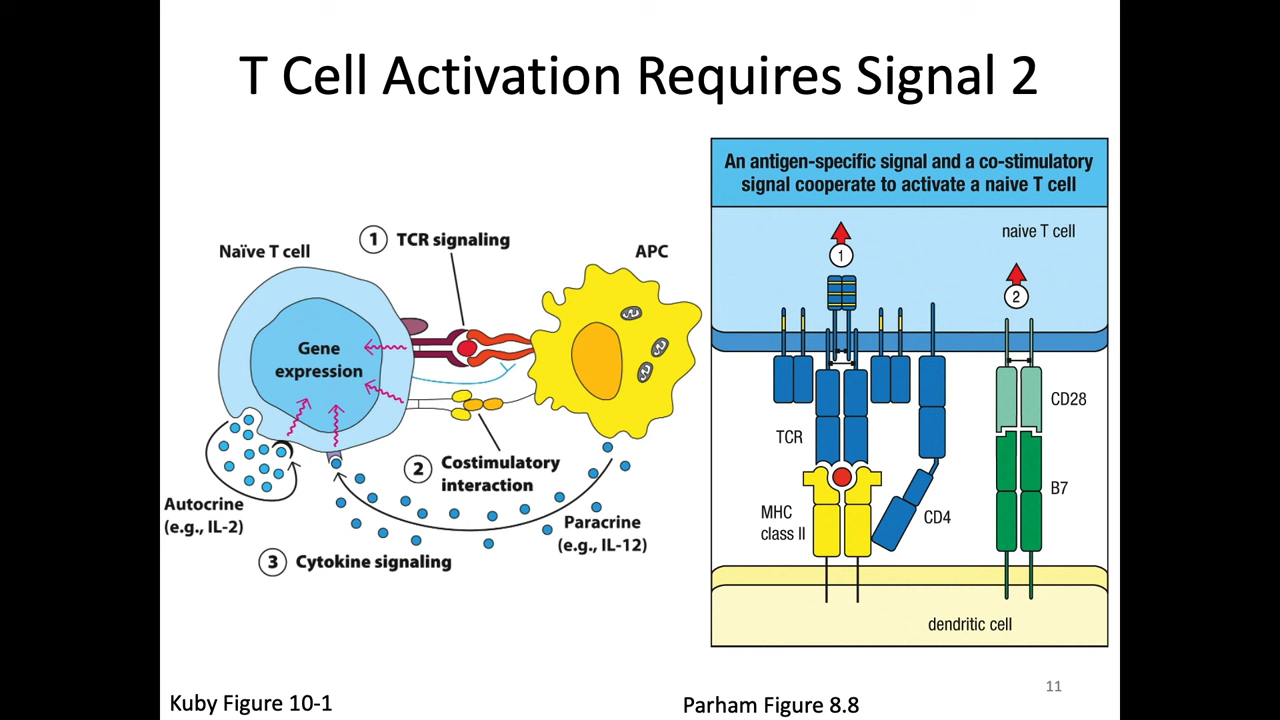 T Cell Activation Requires Signal 2
1 TCR signaling
Naïve T cell
APC
Gene
expression
2 Costimulatory
interaction
Autocrine
(e.g., IL-2)
Paracrine
(e.g., IL-12)
3 Cytokine signaling
Kuby Figure 10-1
An antigen-specific signal and a co-stimulatory
signal cooperate to activate a naive T cell
naive T cell
1
2
CD28
TCR
B7
MHC
class II
CD4
dendritic cell
Parham Figure 8.8
11